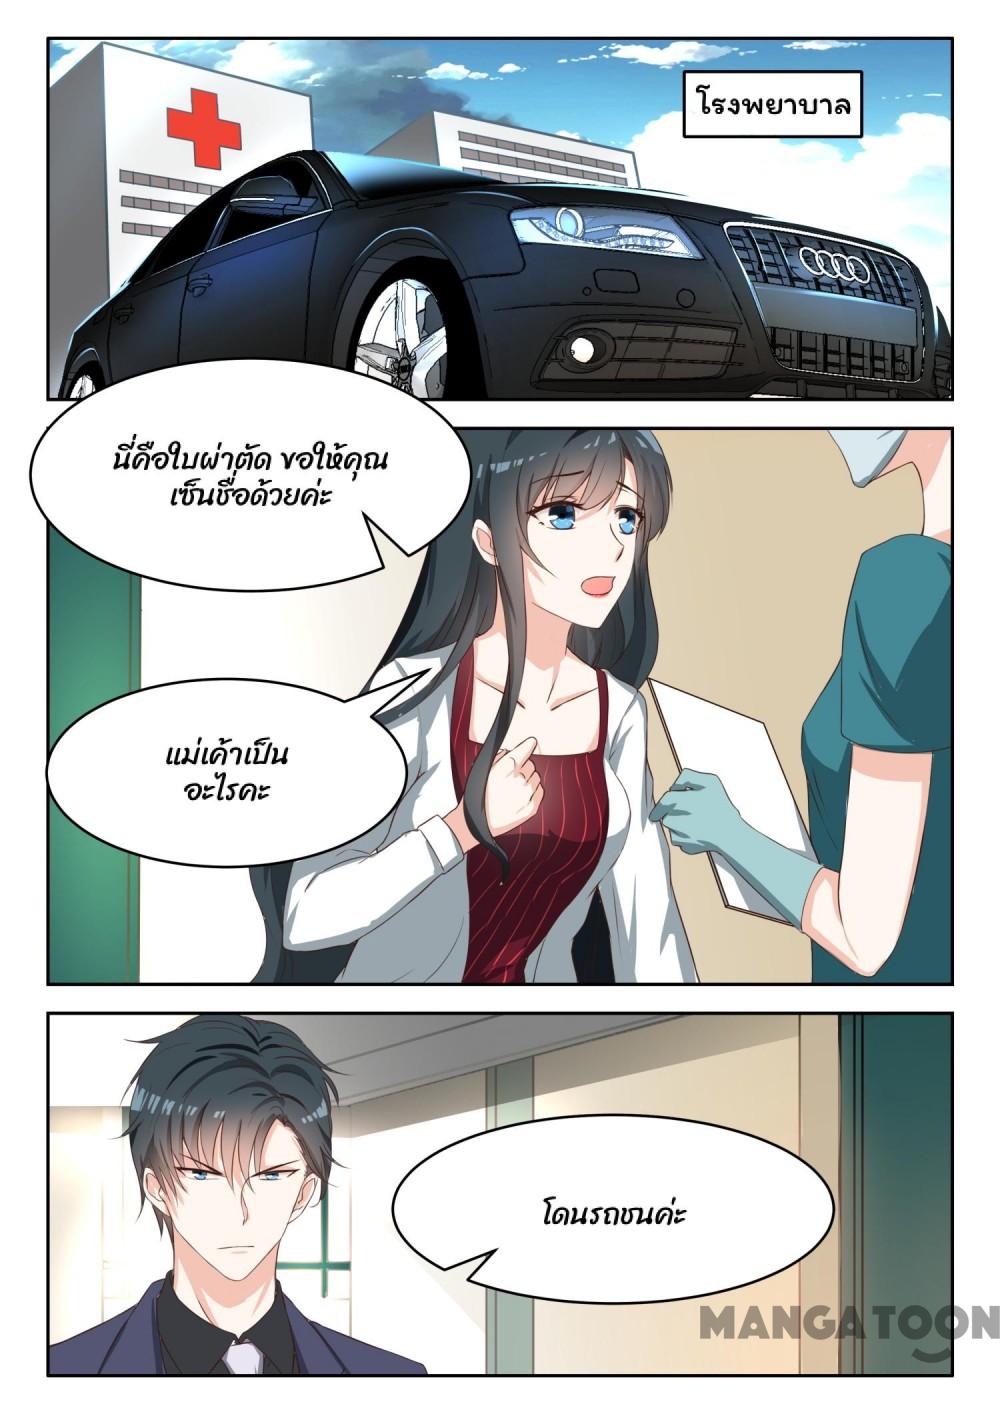 โรงพยาบาล
นี่คือใบผ่าตัด ขอให้คุณ
เซ็นชื่อด้วยค่ะ
แม่เค้าเป็น
อะไรคะ
โดนรถชนค่ะ
MANGATOON